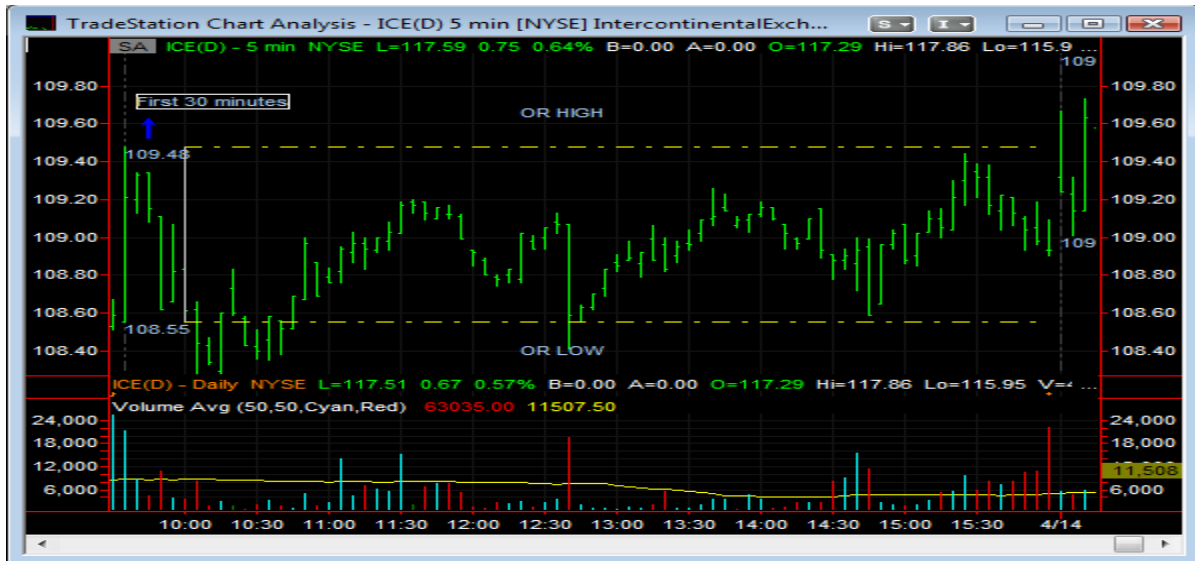 TradeStation Chart Analysis - ICE(D) 5 min [NYSE] IntercontinentalExch...
S I
SA ICE(D) - 5 min NYSE L=117.59 0.75 0.64% B=0.00 A=0.00 O=117.29 Hi=117.86 Lo=115.9 ...
109
109.80 109.80
First 30 minutes
OR HIGH
109.60 109.60
109.48
109.40 109.40
109.20 109.20
109.00 109.00
109
108.80 108.80
108.60 108.60
108.55
108.40 OR LOW 108.40
ICE(D) - Daily NYSE L=117.51 0.67 0.57% B=0.00 A=0.00 O=117.29 Hi=117.86 Lo=115.95
Volume Avg (50,50,Cyan,Red) 63035.00 11507.50
24,000 24,000
18,000 18,000
12,000
11,508
6,000 6,000
10:00 10:30 11:00 11:30 12:00 12:30 13:00 13:30 14:00 14:30 15:00 15:30 4/14